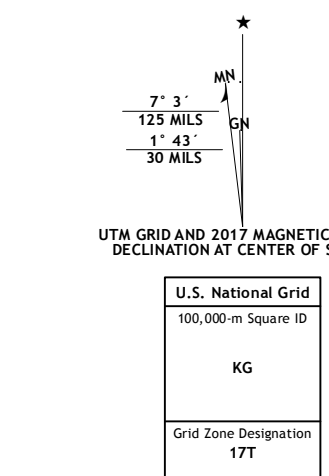 ★
MN
GN
7° 3´
125 MILS
1° 43´
30 MILS
UTM GRID AND 2017 MAGNETIC
DECLINATION AT CENTER OF S
U.S. National Grid
100,000-m Square ID
KG
Grid Zone Designation
17T